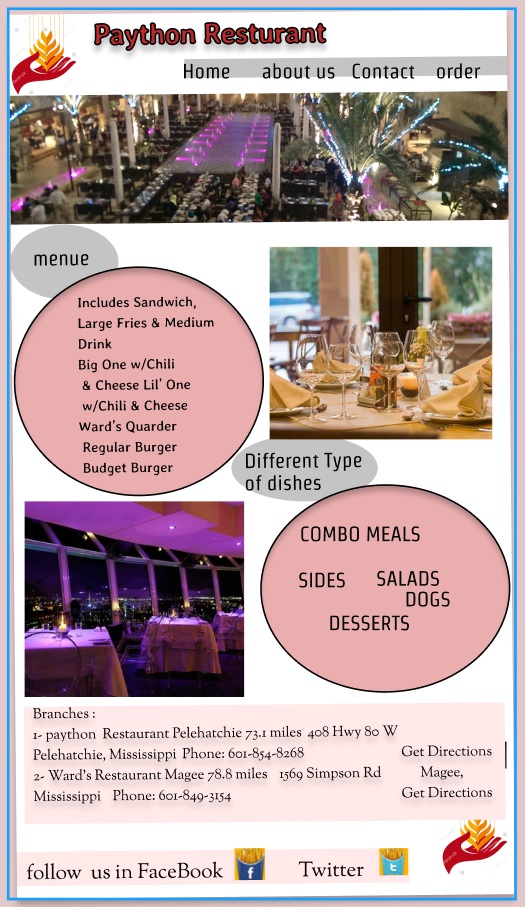 Paython Resturant
Home about us Contact order
menue
Includes Sandwich,
Large Fries & Medium
Drink
Big One w/Chili
& Cheese Lil' One
w/Chili & Cheese
Ward's Quarder
Regular Burger
Budget Burger
Different Type
of dishes
COMBO MEALS
SIDES SALADS
DOGS
DESSERTS
Branches :
1- paython Restaurant Pelehatchie 73.1 miles 408 Hwy 80 W
Pelehatchie, Mississippi Phone: 601-854-8268 Get Directions
2- Ward's Restaurant Magee 78.8 miles 1569 Simpson Rd Magee,
Mississippi Phone: 601-849-3154 Get Directions
follow us in FaceBook Twitter